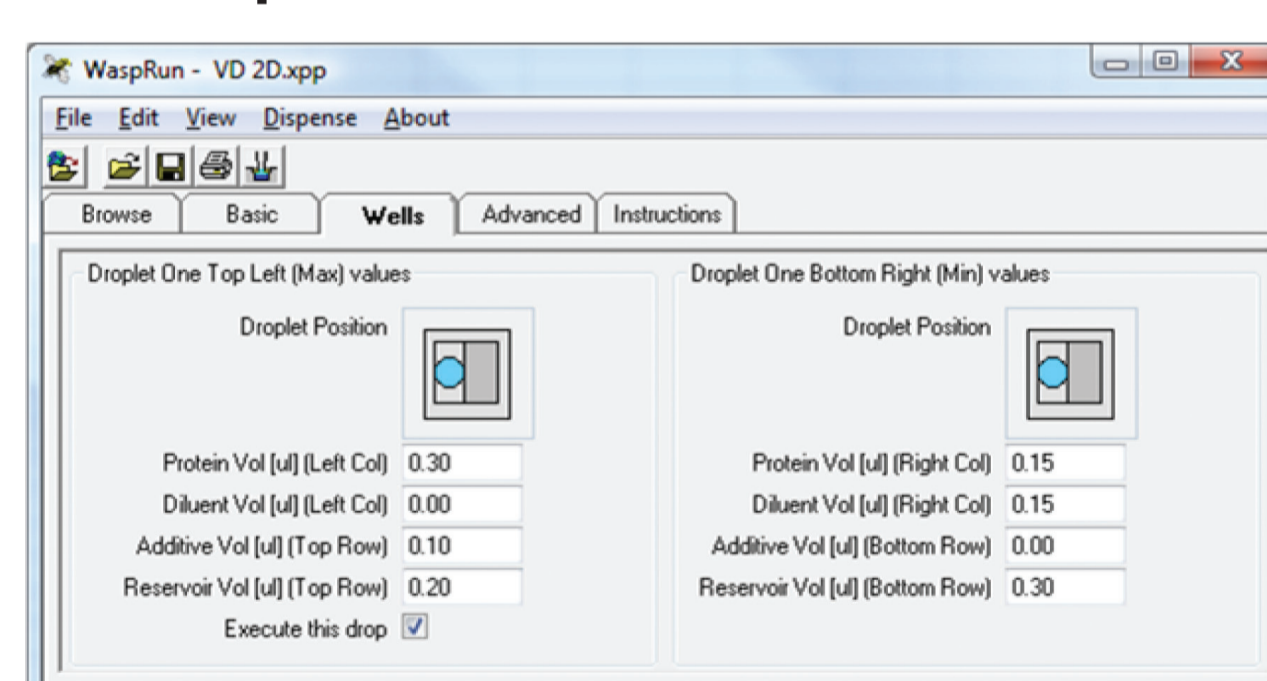 WaspRun - VD 2D.xpp
File Edit View Dispense About
Browse Basic Wells Advanced Instructions
Droplet One Top Left (Max) values
Droplet Position
Protein Vol [ul] (Left Col) 0.30
Diluent Vol [ul] (Left Col) 0.00
Additive Vol [ul] (Top Row) 0.10
Reservoir Vol [ul] (Top Row) 0.20
Execute this drop
Droplet One Bottom Right (Min) values
Droplet Position
Protein Vol [ul] (Right Col) 0.15
Diluent Vol [ul] (Right Col) 0.15
Additive Vol [ul] (Bottom Row) 0.00
Reservoir Vol [ul] (Bottom Row) 0.30